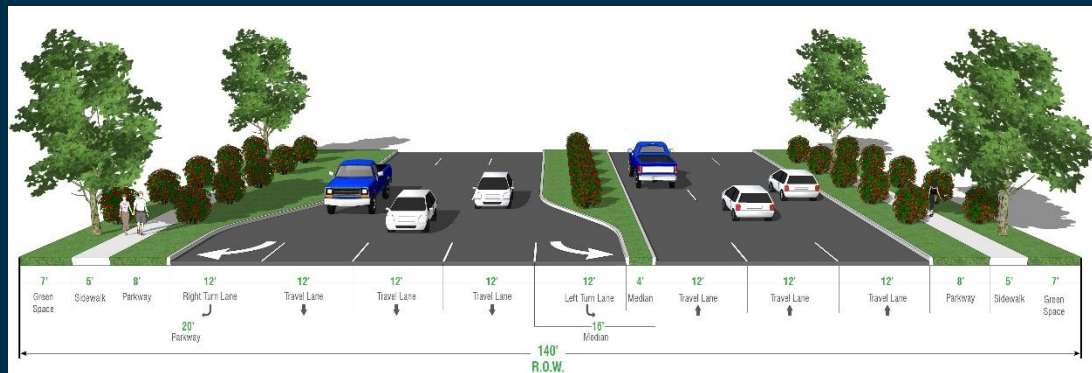 7' 5' 8' 12' 12' 12' 12' 12' 4' 12' 12' 12' 8' 5' 7'
Green Space Sidewalk Parkway Right Turn Lane Travel Lane Travel Lane Travel Lane Left Turn Lane Median Travel Lane Travel Lane Travel Lane Parkway Sidewalk Green Space
20'
Parkway
16'
Median
140'
R.O.W.